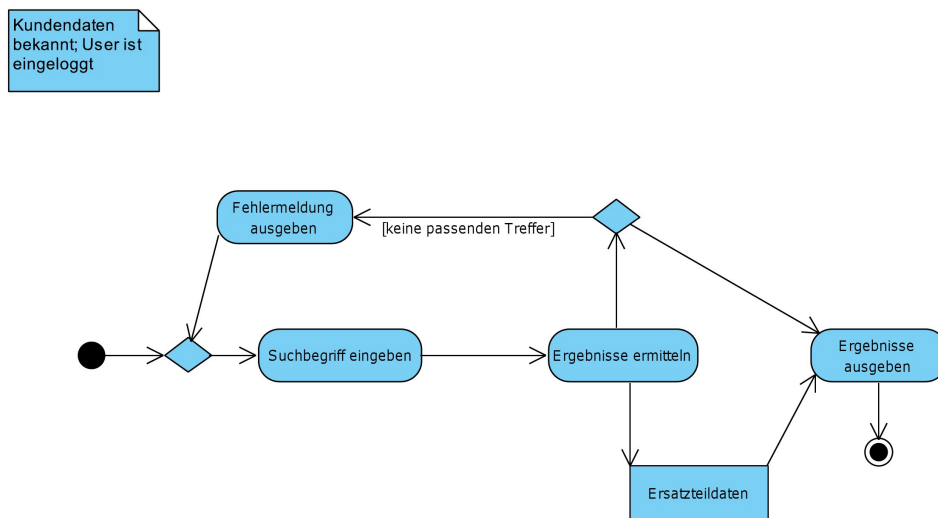 Kundendaten
bekannt; User ist
eingeloggt
Fehlermeldung
ausgeben
[keine passenden Treffer]
Suchbegriff eingeben
Ergebnisse ermitteln
Ergebnisse
ausgeben
Ersatzteildaten